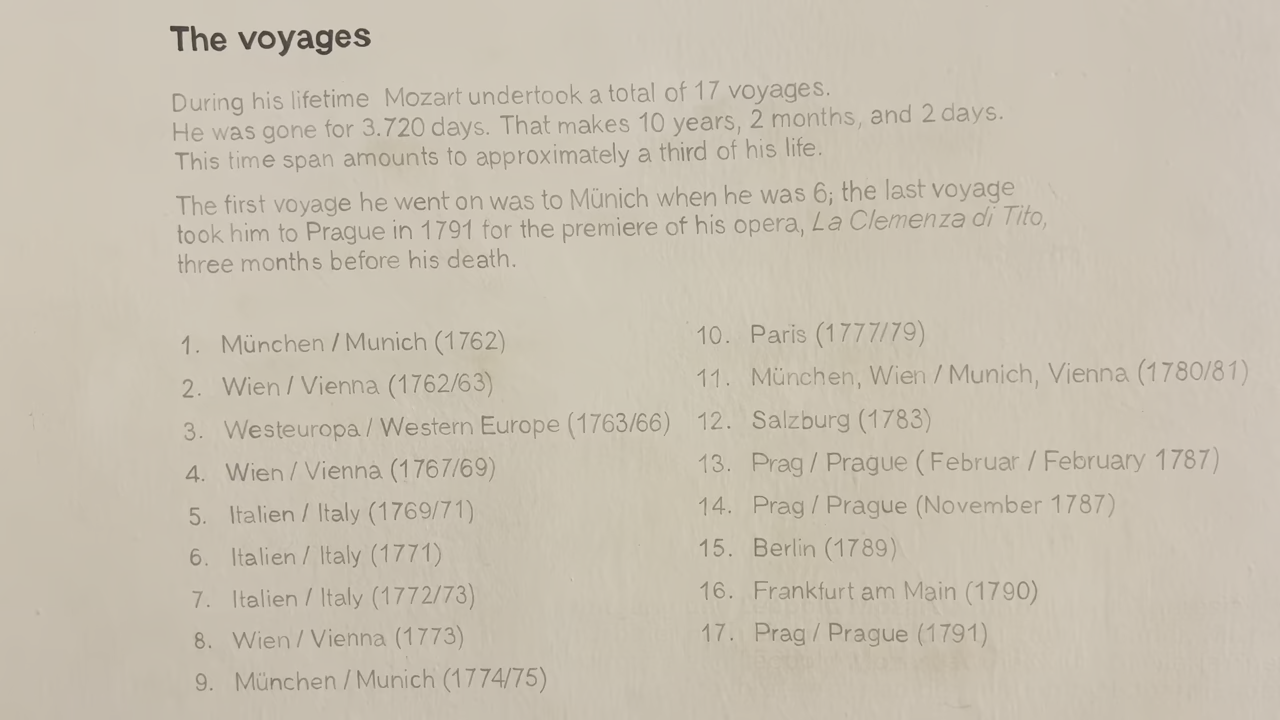 The voyages
During his lifetime Mozart undertook a total of 17 voyages.
He was gone for 3.720 days. That makes 10 years, 2 months, and 2 days.
This time span amounts to approximately a third of his life.
The first voyage he went on was to Münich when he was 6; the last voyage
took him to Prague in 1791 for the premiere of his opera, La Clemenza di Tito,
three months before his death.
1. München / Munich (1762)
2. Wien / Vienna (1762/63)
3. Westeuropa / Western Europe (1763/66)
4. Wien / Vienna (1767/69)
5. Italien / Italy (1769/71)
6. Italien / Italy (1771)
7. Italien / Italy (1772/73)
8. Wien / Vienna (1773)
9. München / Munich (1774/75)
10. Paris (1777/79)
11. München, Wien / Munich, Vienna (1780/81)
12. Salzburg (1783)
13. Prag / Prague ( Februar / February 1787)
14. Prag / Prague (November 1787)
15. Berlin (1789)
16. Frankfurt am Main (1790)
17. Prag / Prague (1791)